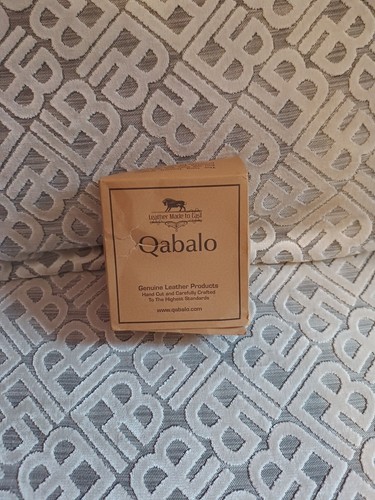 Leather Made To Last
Qabalo
Genuine Leather Products
Hand Cut and Carefully Crafted
To The Highest Standards
www.qabalo.com